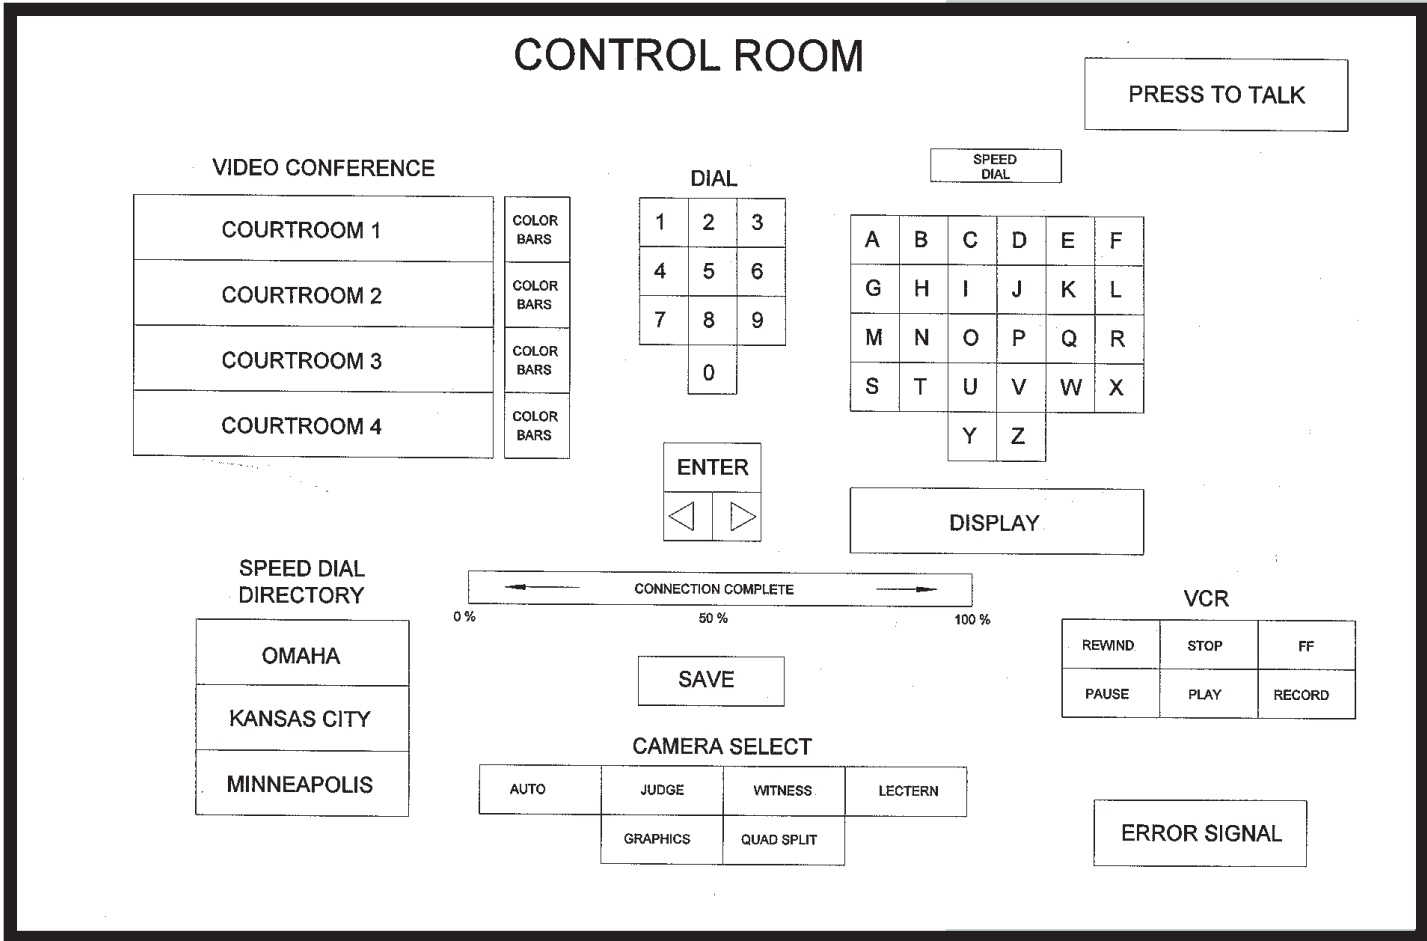 CONTROL ROOM
PRESS TO TALK
VIDEO CONFERENCE
COURTROOM 1
COLOR
BARS
COURTROOM 2
COLOR
BARS
COURTROOM 3
COLOR
BARS
COURTROOM 4
COLOR
BARS
DIAL
1 2 3
4 5 6
7 8 9
0
ENTER
SPEED
DIAL
A B C D E F
G H I J K L
M N O P Q R
S T U V W X
Y Z
DISPLAY
SPEED DIAL
DIRECTORY
OMAHA
KANSAS CITY
MINNEAPOLIS
CONNECTION COMPLETE
0 % 50 % 100 %
SAVE
CAMERA SELECT
AUTO JUDGE WITNESS LECTERN
GRAPHICS QUAD SPLIT
VCR
REWIND STOP FF
PAUSE PLAY RECORD
ERROR SIGNAL